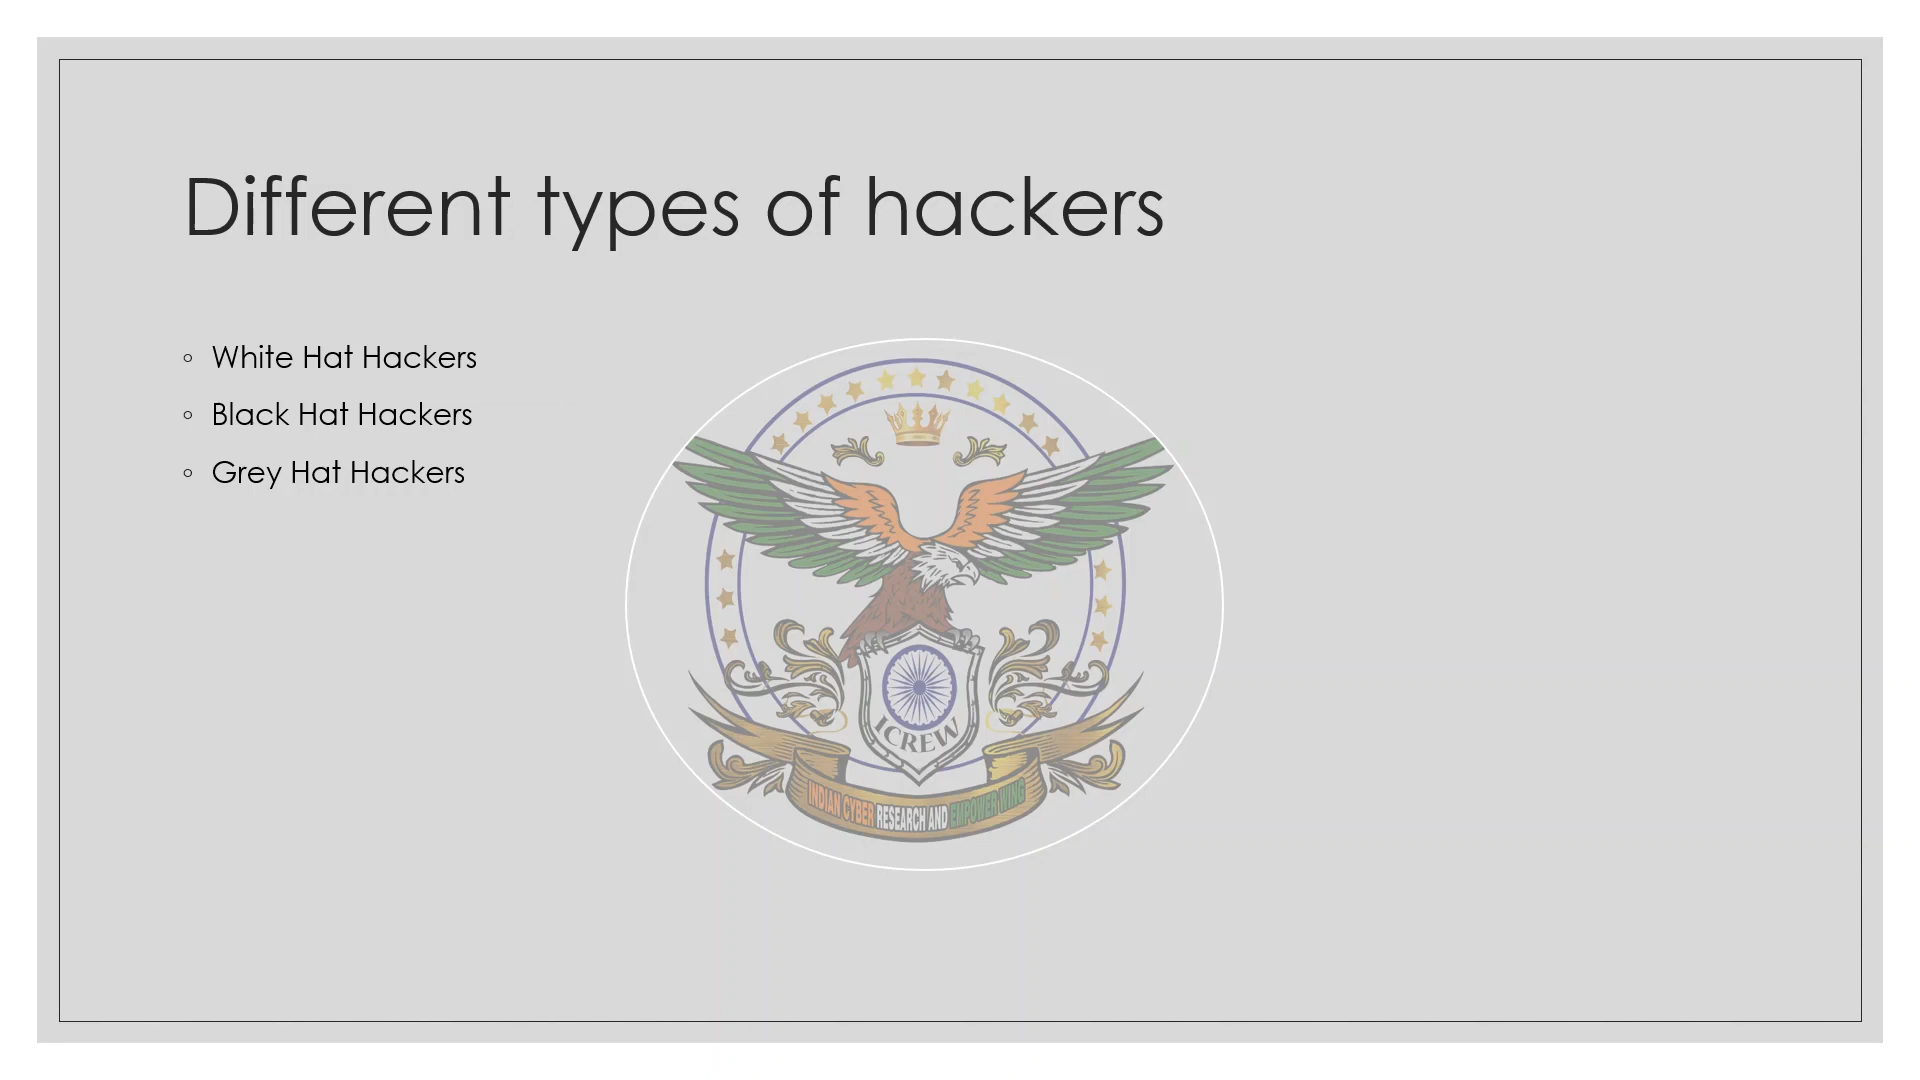 Different types of hackers
White Hat Hackers
Black Hat Hackers
Grey Hat Hackers
ICREW
INDIAN CYBER RESEARCH AND EMPOWER WING